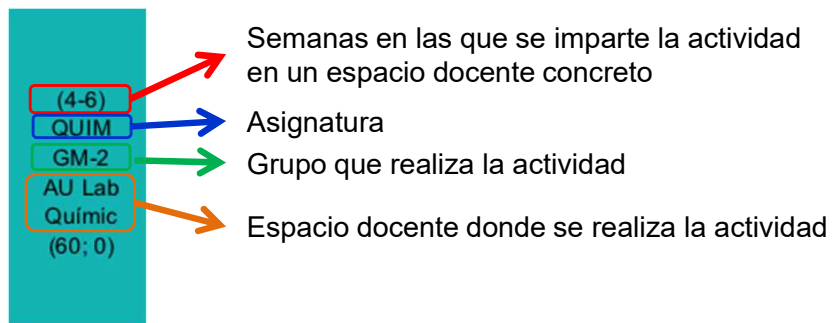 Semanas en las que se imparte la actividad
en un espacio docente concreto
(4-6)
QUIM
Asignatura
GM-2
Grupo que realiza la actividad
AU Lab
Químic
Espacio docente donde se realiza la actividad
(60; 0)